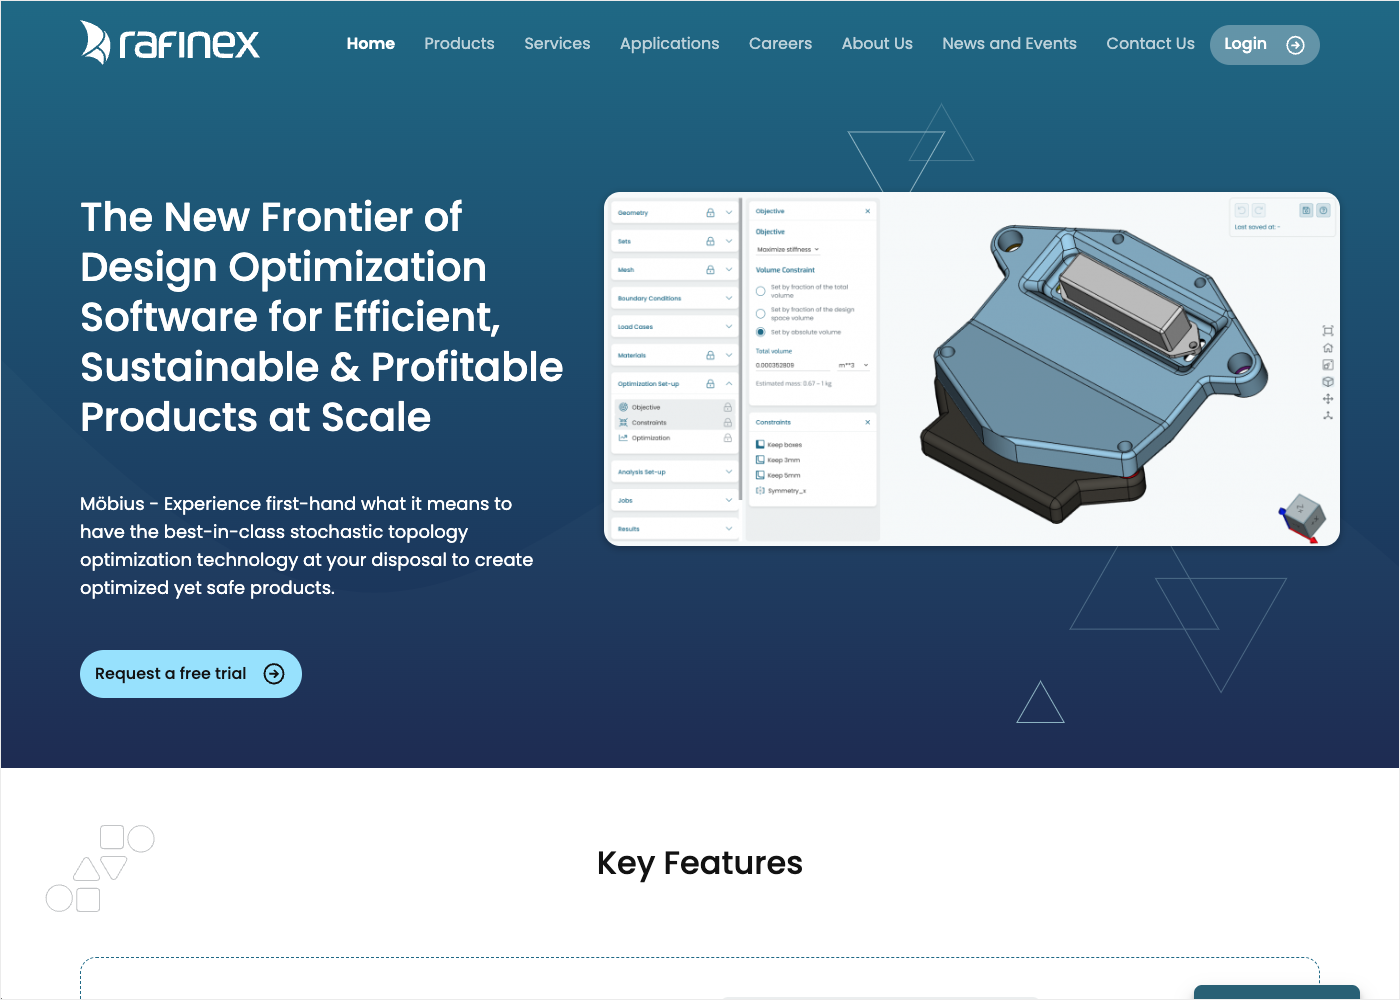 rafinex
Home
Products
Services
Applications
Careers
About Us
News and Events
Contact Us
Login
The New Frontier of
Design Optimization
Software for Efficient,
Sustainable & Profitable
Products at Scale
Möbius - Experience first-hand what it means to
have the best-in-class stochastic topology
optimization technology at your disposal to create
optimized yet safe products.
Request a free trial
Geometry
Sets
Mesh
Boundary Conditions
Load Cases
Materials
Optimization Set-up
Objective
Constraints
Optimization
Analysis Set-up
Jobs
Results
Objective
Objective
Maximize stiffness
Volume Constraint
Set by fraction of the total
volume
Set by fraction of the design
space volume
Set by absolute volume
Total volume
0.000352809
m**3
Estimated mass: 0.67 - 1 kg
Constraints
Keep boxes
Keep 3mm
Keep 5mm
Symmetry_x
Last saved at: -
Key Features